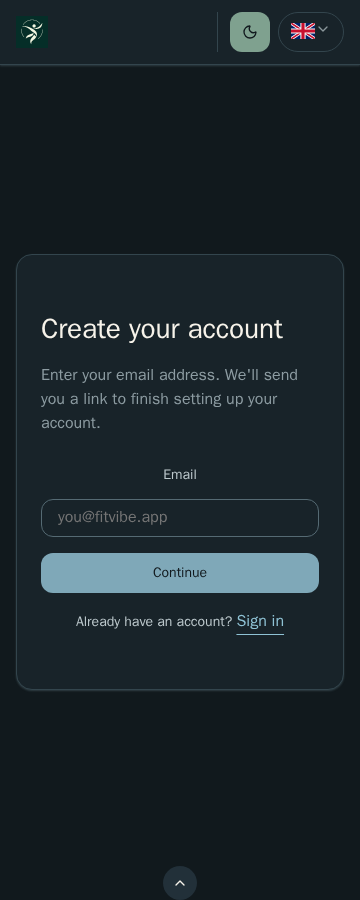 Create your account
Enter your email address. We'll send
you a link to finish setting up your
account.
Email
you@fitvibe.app
Continue
Already have an account? Sign in